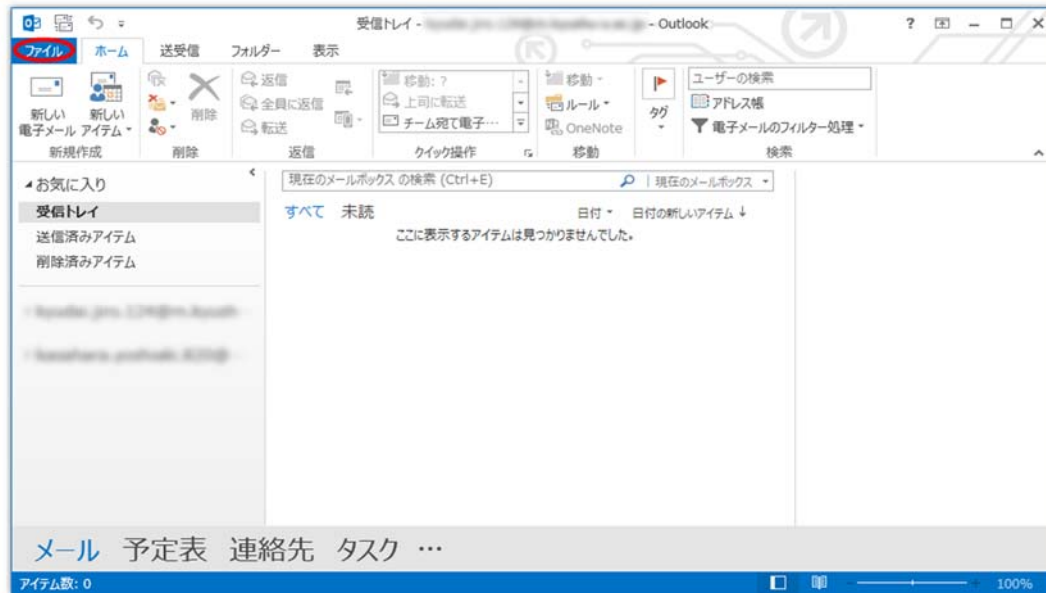 受信トレイ - - Outlook
?
ファイル ホーム 送受信 フォルダー 表示
新しい
電子メール
新しい
アイテム
新規作成
削除
削除
返信
全員に返信
転送
返信
移動: ?
上司に転送
チーム宛て電子…
クイック操作
移動
ルール
OneNote
移動
タグ
ユーザーの検索
アドレス帳
電子メールのフィルター処理
検索
お気に入り
受信トレイ
送信済みアイテム
削除済みアイテム
現在のメールボックス の検索 (Ctrl+E) 現在のメールボックス
すべて 未読 日付 日付の新しいアイテム ↓
ここに表示するアイテムは見つかりませんでした。
メール 予定表 連絡先 タスク …
アイテム数: 0 100%